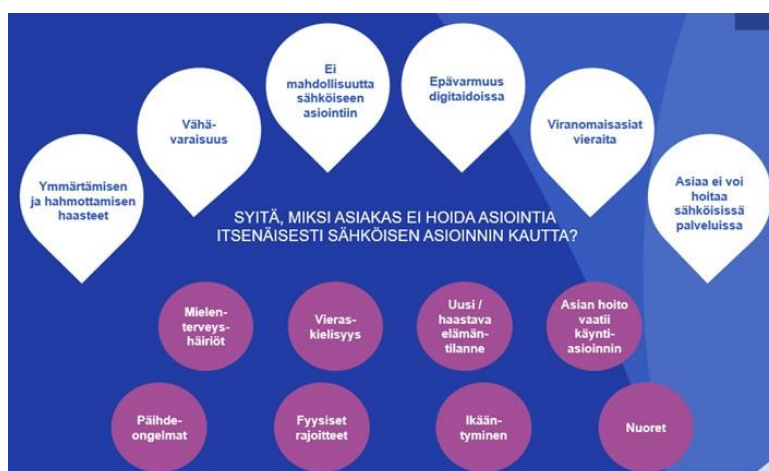 Ymmärtämisen
ja hahmottamisen
haasteet
Vähä-
varaisuus
Ei
mahdollisuutta
sähköiseen
asiointiin
Epävarmuus
digitaidoissa
Viranomaisasiat
vieraita
Asiaa ei voi
hoitaa
sähköisissä
palveluissa
SYITÄ, MIKSI ASIAKAS EI HOIDA ASIOINTIA
ITSENÄISESTI SÄHKÖISEN ASIOINNIN KAUTTA?
Mielen-
terveys-
häiriöt
Vieras-
kielisyys
Uusi /
haastava
elämän-
tilanne
Asian hoito
vaatii
käynti-
asioinnin
Päihde-
ongelmat
Fyysiset
rajoitteet
Ikään-
tyminen
Nuoret